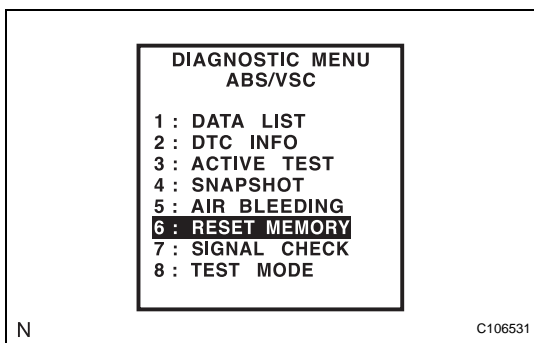 DIAGNOSTIC MENU
ABS/VSC
1 : DATA LIST
2 : DTC INFO
3 : ACTIVE TEST
4 : SNAPSHOT
5 : AIR BLEEDING
6 : RESET MEMORY
7 : SIGNAL CHECK
8 : TEST MODE
N
C106531